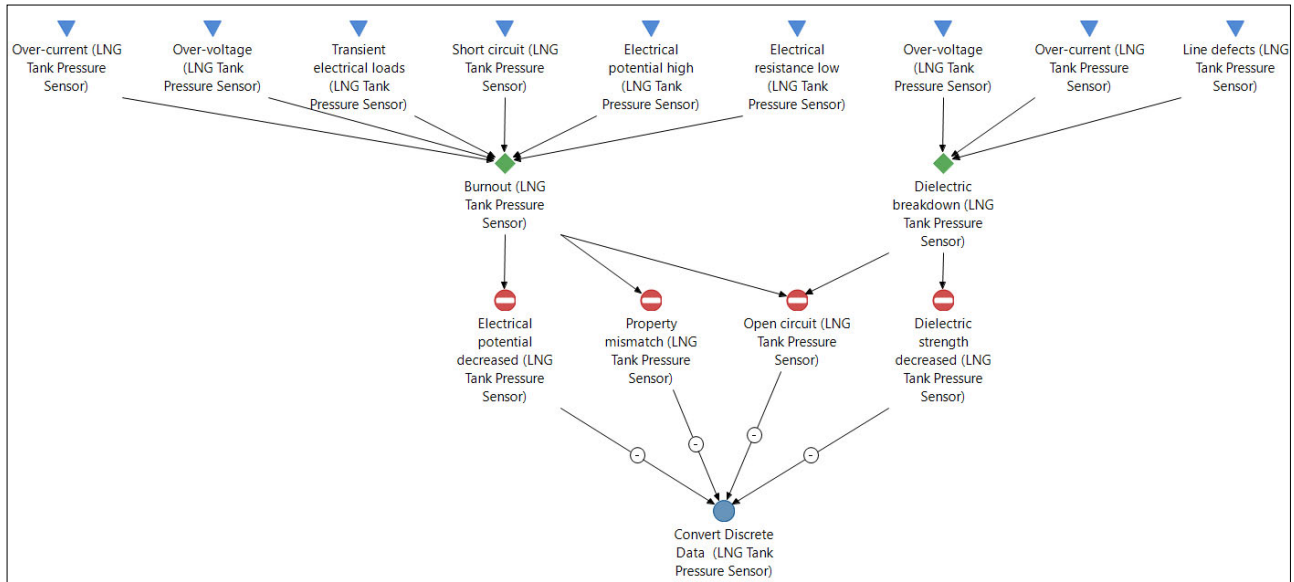 Over-current (LNG
Tank Pressure
Sensor)
Over-voltage
(LNG Tank
Pressure Sensor)
Transient
electrical loads
(LNG Tank
Pressure Sensor)
Short circuit (LNG
Tank Pressure
Sensor)
Electrical
potential high
(LNG Tank
Pressure Sensor)
Electrical
resistance low
(LNG Tank
Pressure Sensor)
Over-voltage
(LNG Tank
Pressure Sensor)
Over-current (LNG
Tank Pressure
Sensor)
Line defects (LNG
Tank Pressure
Sensor)
Burnout (LNG
Tank Pressure
Sensor)
Dielectric
breakdown (LNG
Tank Pressure
Sensor)
Electrical
potential
decreased (LNG
Tank Pressure
Sensor)
Property
mismatch (LNG
Tank Pressure
Sensor)
Open circuit (LNG
Tank Pressure
Sensor)
Dielectric
strength
decreased (LNG
Tank Pressure
Sensor)
-
-
-
-
Convert Discrete
Data (LNG Tank
Pressure Sensor)